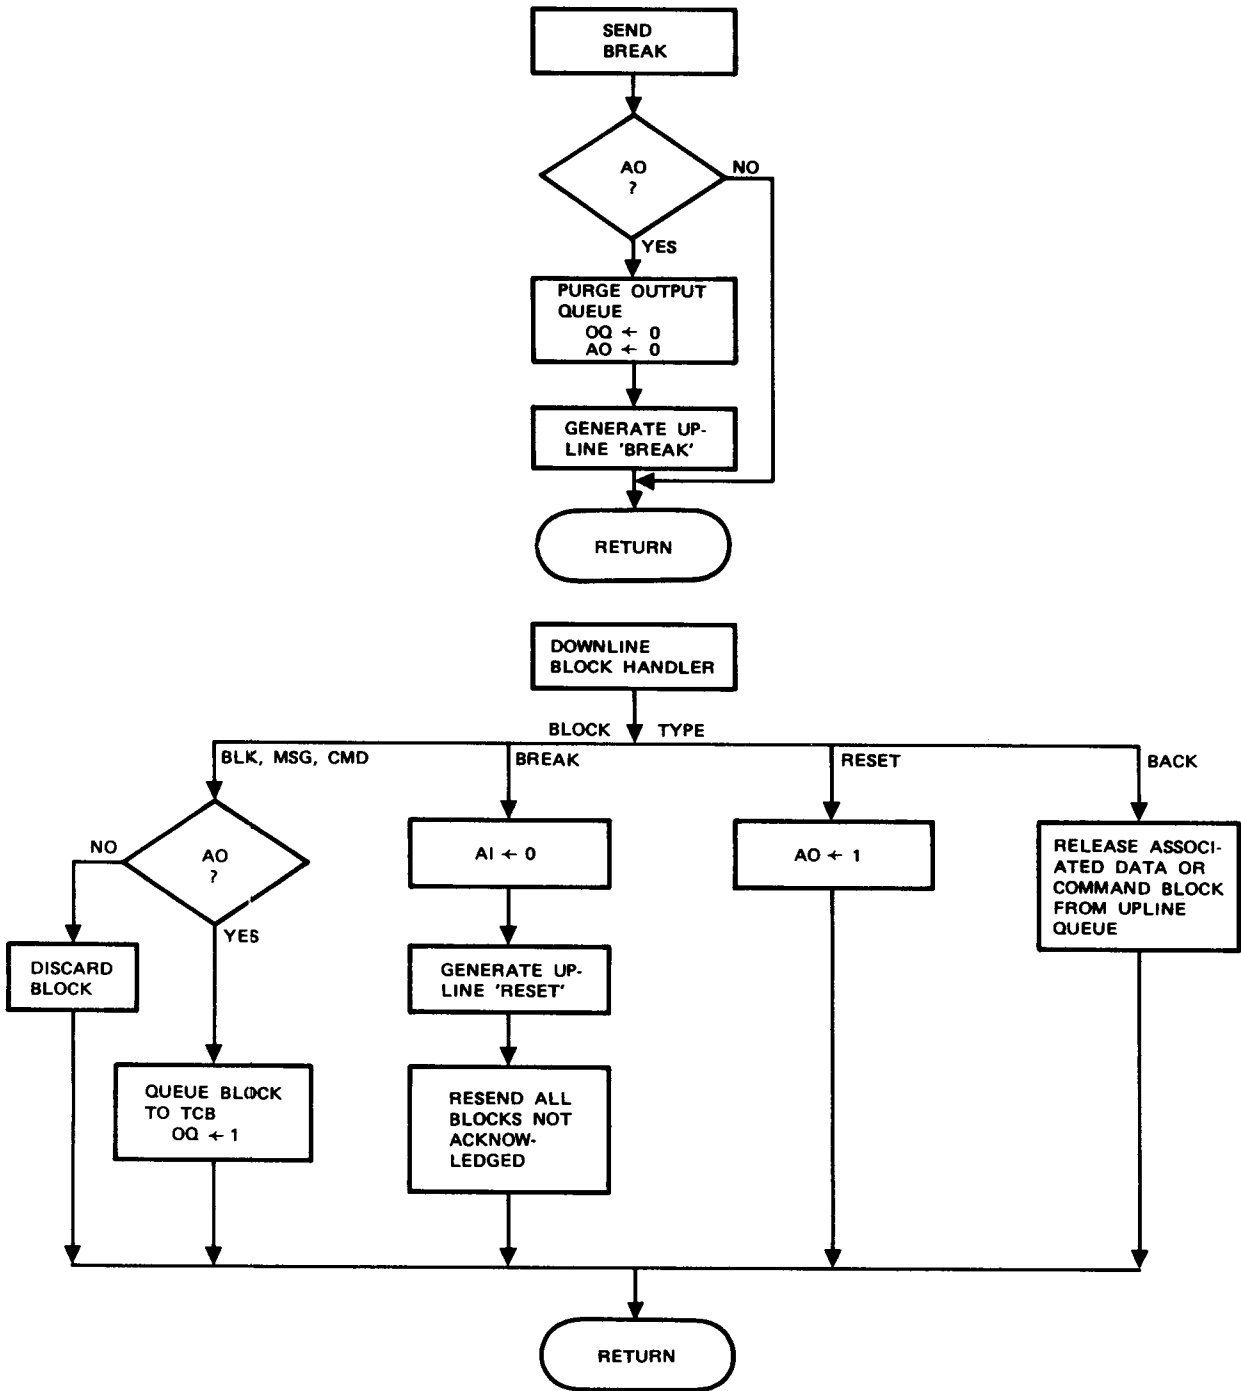 SEND
BREAK
AO
?
NO
YES
PURGE OUTPUT
QUEUE
OQ ← 0
AO ← 0
GENERATE UP-
LINE 'BREAK'
RETURN
DOWNLINE
BLOCK HANDLER
BLOCK TYPE
BLK, MSG, CMD
BREAK
RESET
BACK
NO
AO
?
YES
DISCARD
BLOCK
QUEUE BLOCK
TO TCB
OQ ← 1
AI ← 0
GENERATE UP-
LINE 'RESET'
RESEND ALL
BLOCKS NOT
ACKNOW-
LEDGED
AO ← 1
RELEASE ASSOCI-
ATED DATA OR
COMMAND BLOCK
FROM UPLINE
QUEUE
RETURN